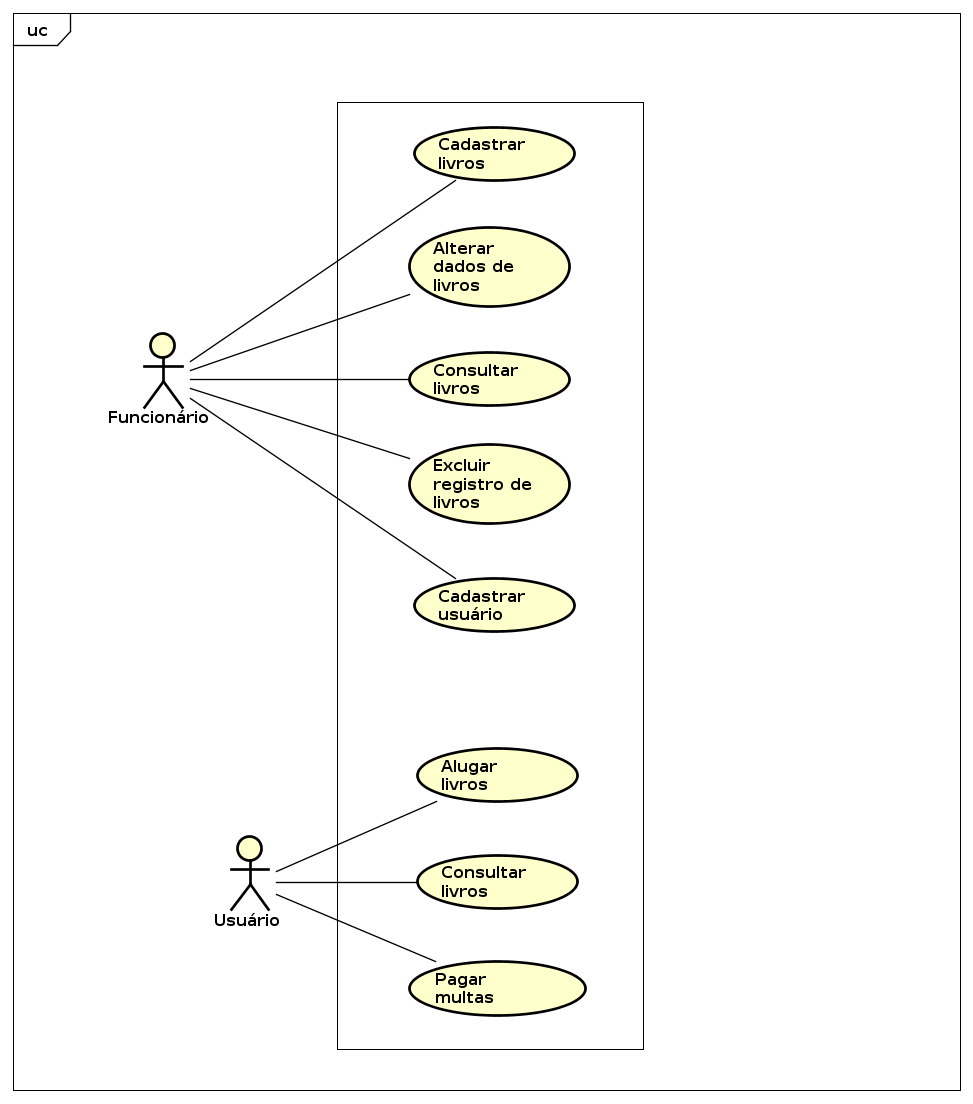 uc
Cadastrar
livros
Alterar
dados de
livros
Consultar
livros
Funcionário
Excluir
registro de
livros
Cadastrar
usuário
Alugar
livros
Consultar
livros
Usuário
Pagar
multas